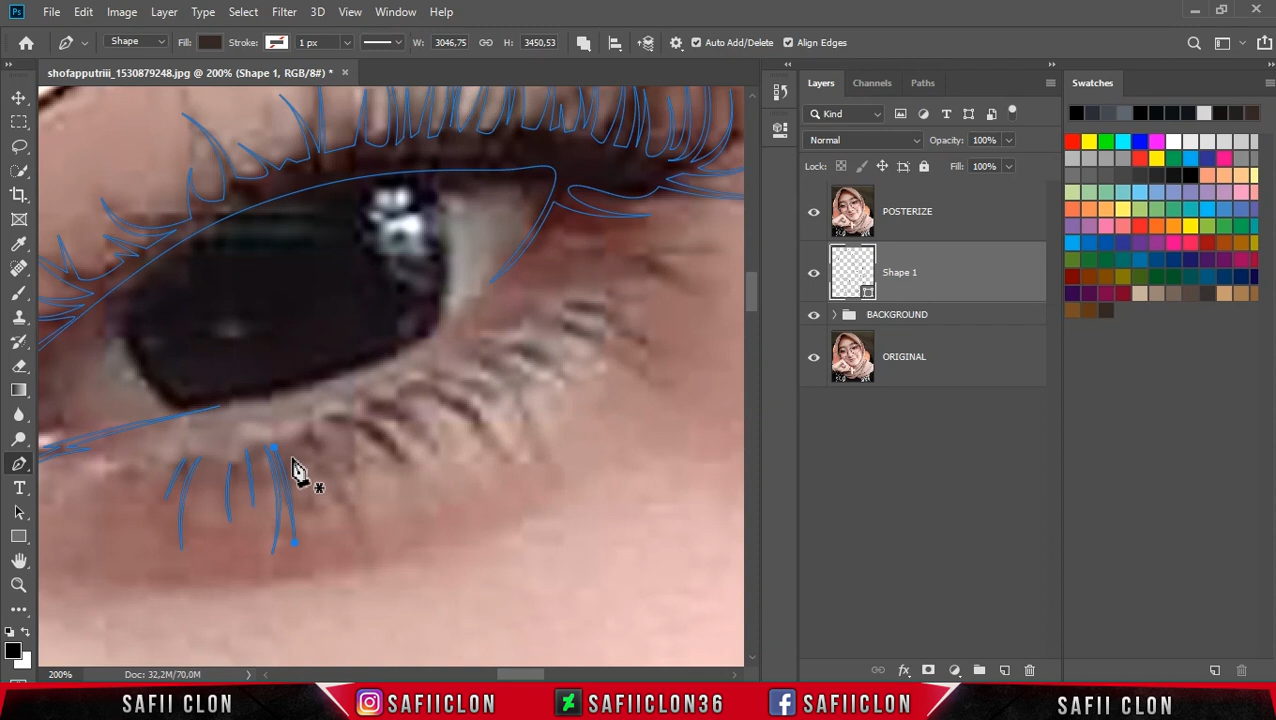 Ps File Edit Image Layer Type Select Filter 3D View Window Help
Shape Fill: Stroke: 1 px W: 3046,75 H: 3450,53 Auto Add/Delete Align Edges
shofapputriii_1530879248.jpg @ 200% (Shape 1, RGB/8#) * ×
Layers Channels Paths
Swatches
Kind
Normal Opacity: 100%
Lock: Fill: 100%
POSTERIZE
Shape 1
BACKGROUND
ORIGINAL
200% Doc: 32,2M/70,0M
SAFII CLON SAFIICLON SAFIICLON36 SAFIICLON SAFII CLON